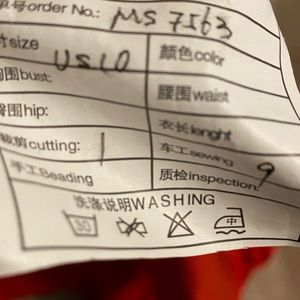 单号order No.: MS 7563
寸size US10 颜色color
胸围bust: 腰围waist
臀围hip: 衣长lenght
裁剪cutting: 1 车工sewing
手工Beading 质检inspection: 9
洗涤说明WASHING
30 中